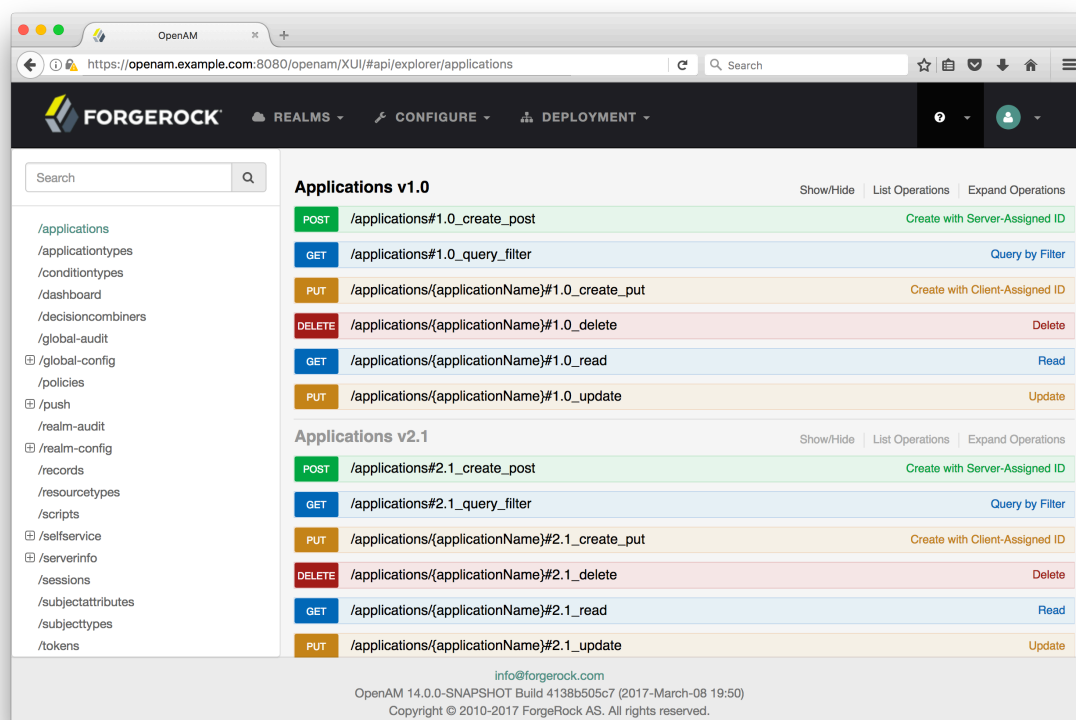 OpenAM
https://openam.example.com:8080/openam/XUI/#api/explorer/applications
Search
FORGEROCK
REALMS
CONFIGURE
DEPLOYMENT
Search
/applications
/applicationtypes
/conditiontypes
/dashboard
/decisioncombiners
/global-audit
/global-config
/policies
/push
/realm-audit
/realm-config
/records
/resourcetypes
/scripts
/selfservice
/serverinfo
/sessions
/subjectattributes
/subjecttypes
/tokens
Applications v1.0 Show/Hide List Operations Expand Operations
POST /applications#1.0_create_post Create with Server-Assigned ID
GET /applications#1.0_query_filter Query by Filter
PUT /applications/{applicationName}#1.0_create_put Create with Client-Assigned ID
DELETE /applications/{applicationName}#1.0_delete Delete
GET /applications/{applicationName}#1.0_read Read
PUT /applications/{applicationName}#1.0_update Update
Applications v2.1 Show/Hide List Operations Expand Operations
POST /applications#2.1_create_post Create with Server-Assigned ID
GET /applications#2.1_query_filter Query by Filter
PUT /applications/{applicationName}#2.1_create_put Create with Client-Assigned ID
DELETE /applications/{applicationName}#2.1_delete Delete
GET /applications/{applicationName}#2.1_read Read
PUT /applications/{applicationName}#2.1_update Update
info@forgerock.com
OpenAM 14.0.0-SNAPSHOT Build 4138b505c7 (2017-March-08 19:50)
Copyright © 2010-2017 ForgeRock AS. All rights reserved.